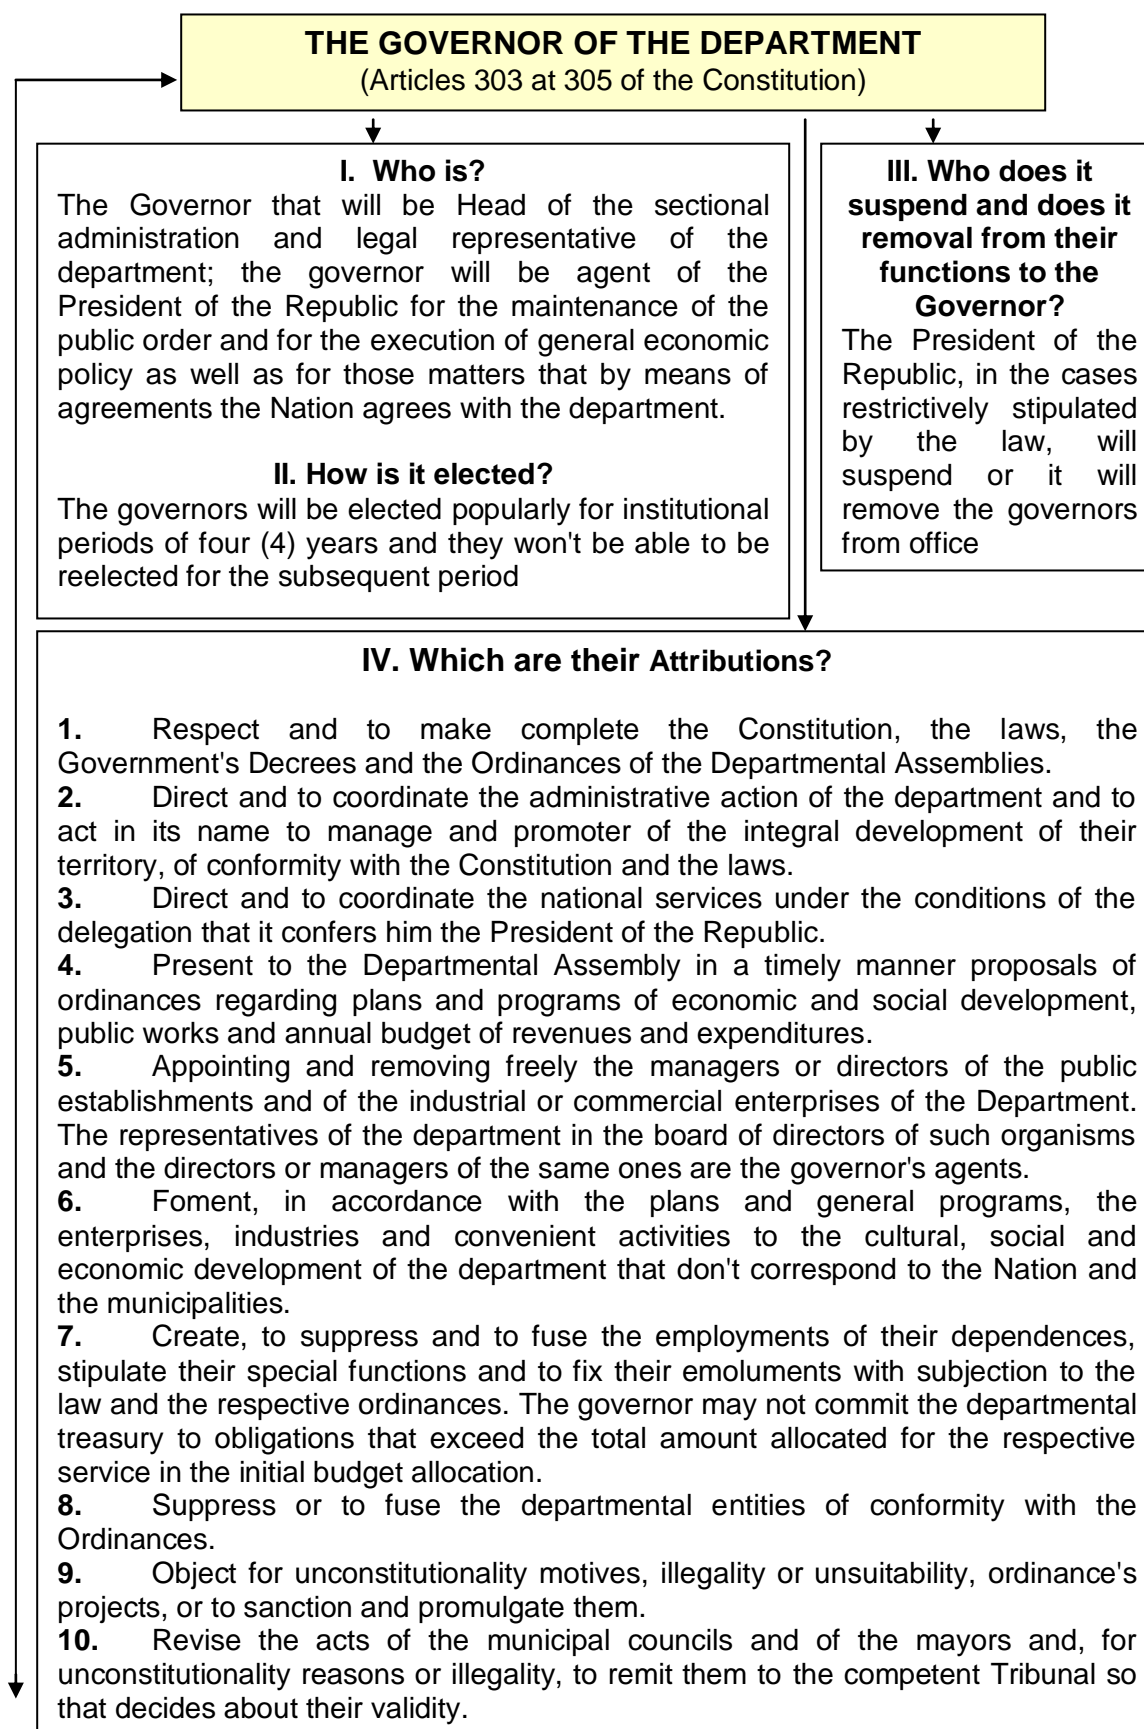 THE GOVERNOR OF THE DEPARTMENT
(Articles 303 at 305 of the Constitution)
I. Who is?
The Governor that will be Head of the sectional
administration and legal representative of the
department; the governor will be agent of the
President of the Republic for the maintenance of the
public order and for the execution of general economic
policy as well as for those matters that by means of
agreements the Nation agrees with the department.
II. How is it elected?
The governors will be elected popularly for institutional
periods of four (4) years and they won't be able to be
reelected for the subsequent period
III. Who does it
suspend and does it
removal from their
functions to the
Governor?
The President of the
Republic, in the cases
restrictively stipulated
by the law, will
suspend or it will
remove the governors
from office
IV. Which are their Attributions?
1. Respect and to make complete the Constitution, the laws, the
Government's Decrees and the Ordinances of the Departmental Assemblies.
2. Direct and to coordinate the administrative action of the department and to
act in its name to manage and promoter of the integral development of their
territory, of conformity with the Constitution and the laws.
3. Direct and to coordinate the national services under the conditions of the
delegation that it confers him the President of the Republic.
4. Present to the Departmental Assembly in a timely manner proposals of
ordinances regarding plans and programs of economic and social development,
public works and annual budget of revenues and expenditures.
5. Appointing and removing freely the managers or directors of the public
establishments and of the industrial or commercial enterprises of the Department.
The representatives of the department in the board of directors of such organisms
and the directors or managers of the same ones are the governor's agents.
6. Foment, in accordance with the plans and general programs, the
enterprises, industries and convenient activities to the cultural, social and
economic development of the department that don't correspond to the Nation and
the municipalities.
7. Create, to suppress and to fuse the employments of their dependences,
stipulate their special functions and to fix their emoluments with subjection to the
law and the respective ordinances. The governor may not commit the departmental
treasury to obligations that exceed the total amount allocated for the respective
service in the initial budget allocation.
8. Suppress or to fuse the departmental entities of conformity with the
Ordinances.
9. Object for unconstitutionality motives, illegality or unsuitability, ordinance's
projects, or to sanction and promulgate them.
10. Revise the acts of the municipal councils and of the mayors and, for
unconstitutionality reasons or illegality, to remit them to the competent Tribunal so
that decides about their validity.